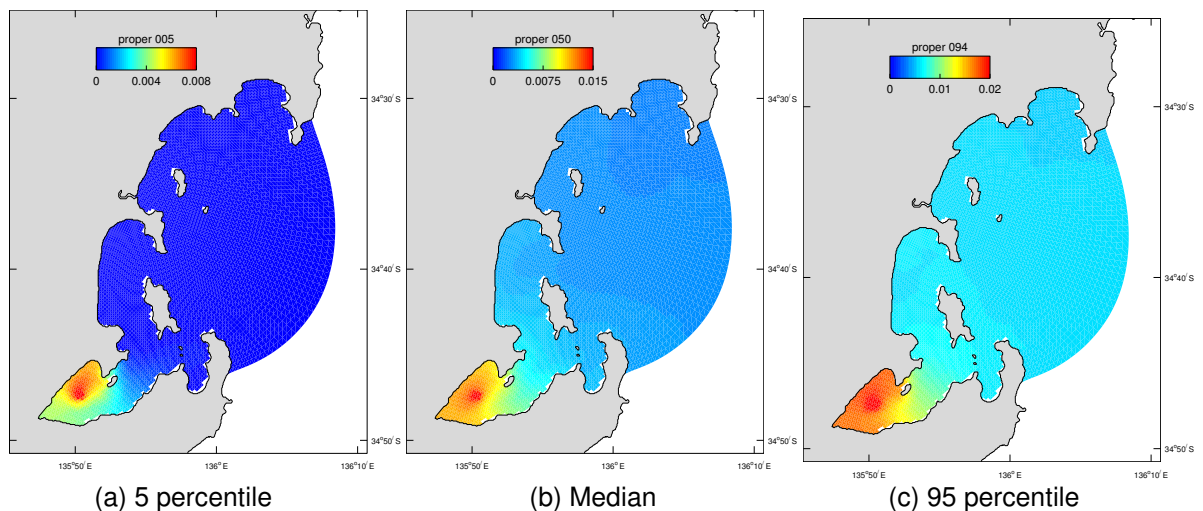 proper 005
0 0.004 0.008
34°30′ S
34°40′ S
34°50′ S
135°50′ E 136°E 136°10′ E
(a) 5 percentile
proper 050
0 0.0075 0.015
34°30′ S
34°40′ S
34°50′ S
135°50′ E 136°E 136°10′ E
(b) Median
proper 094
0 0.01 0.02
34°30′ S
34°40′ S
34°50′ S
135°50′ E 136°E 136°10′ E
(c) 95 percentile